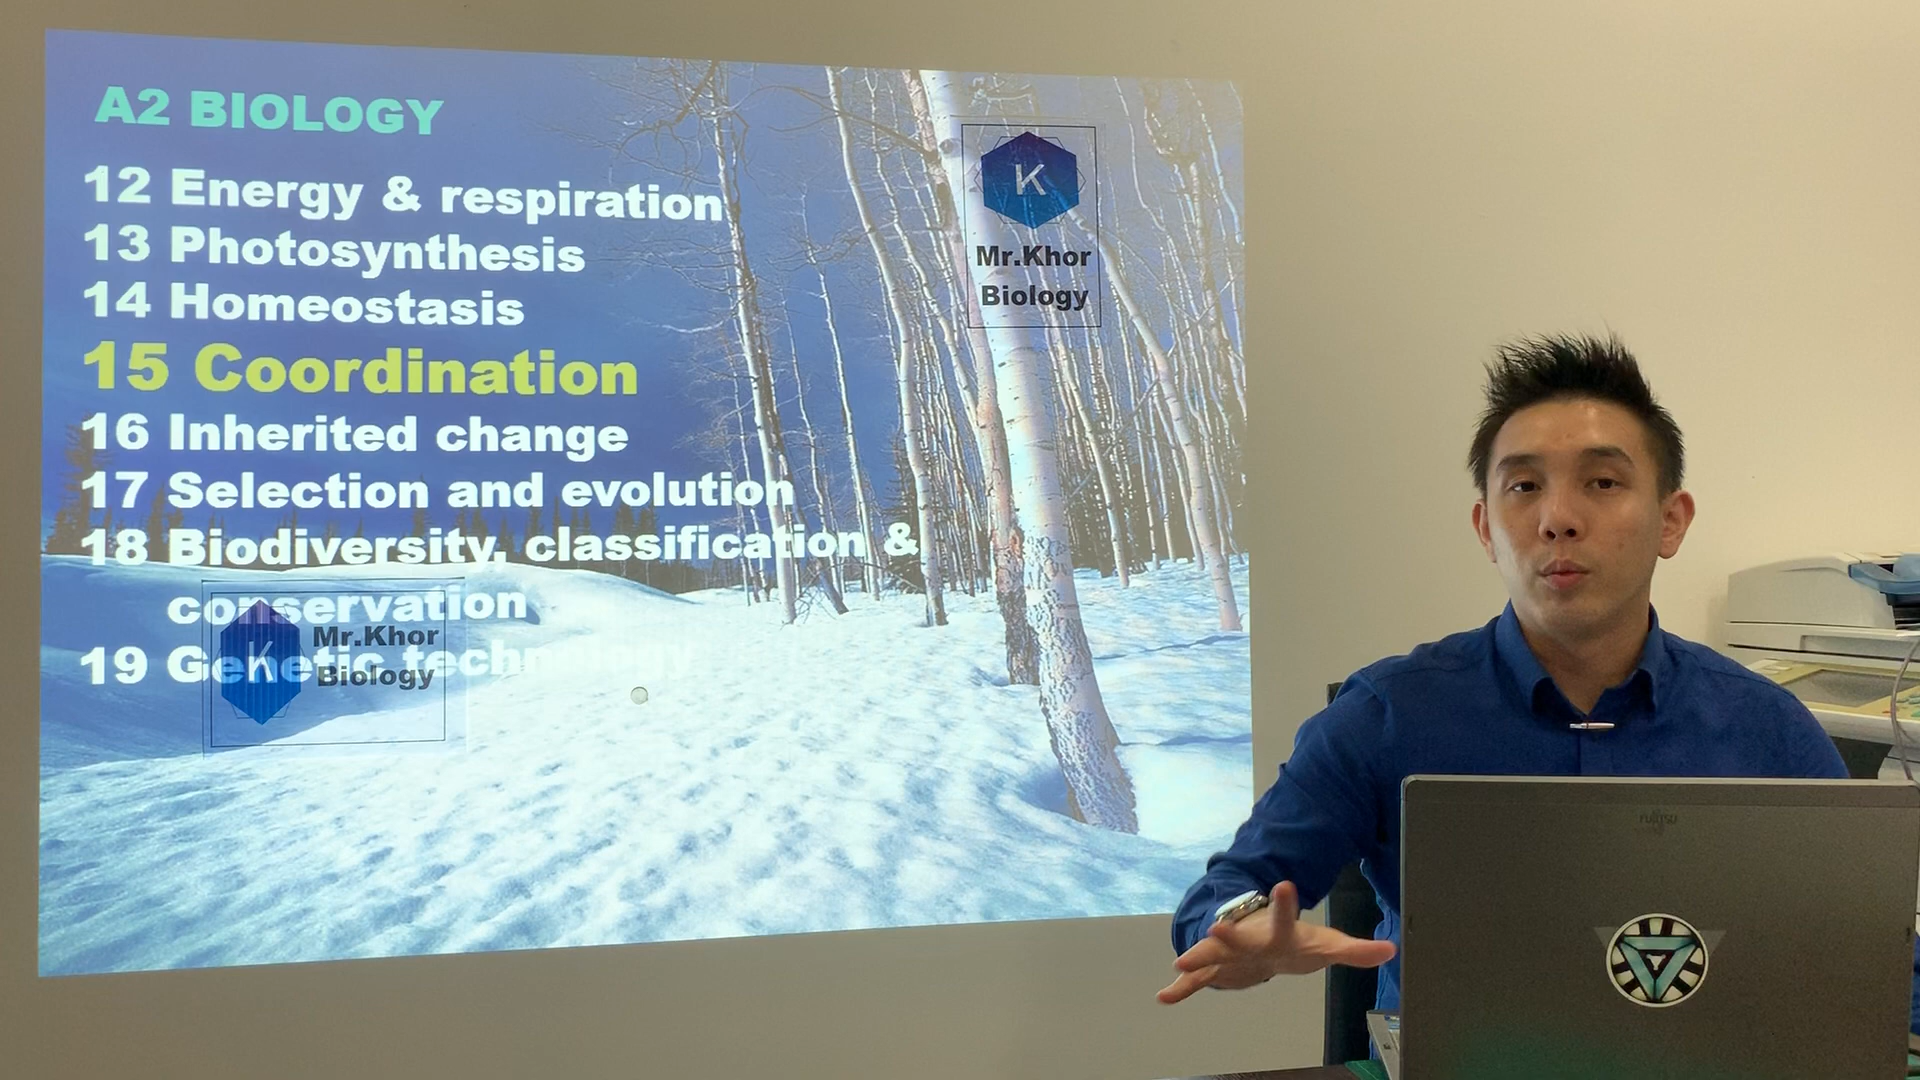 A2 BIOLOGY
12 Energy & respiration
13 Photosynthesis
14 Homeostasis
15 Coordination
16 Inherited change
17 Selection and evolution
18 Biodiversity, classification &
conservation
19 Genetic technology
K
Mr.Khor
Biology
K
Mr.Khor
Biology
FUJITSU